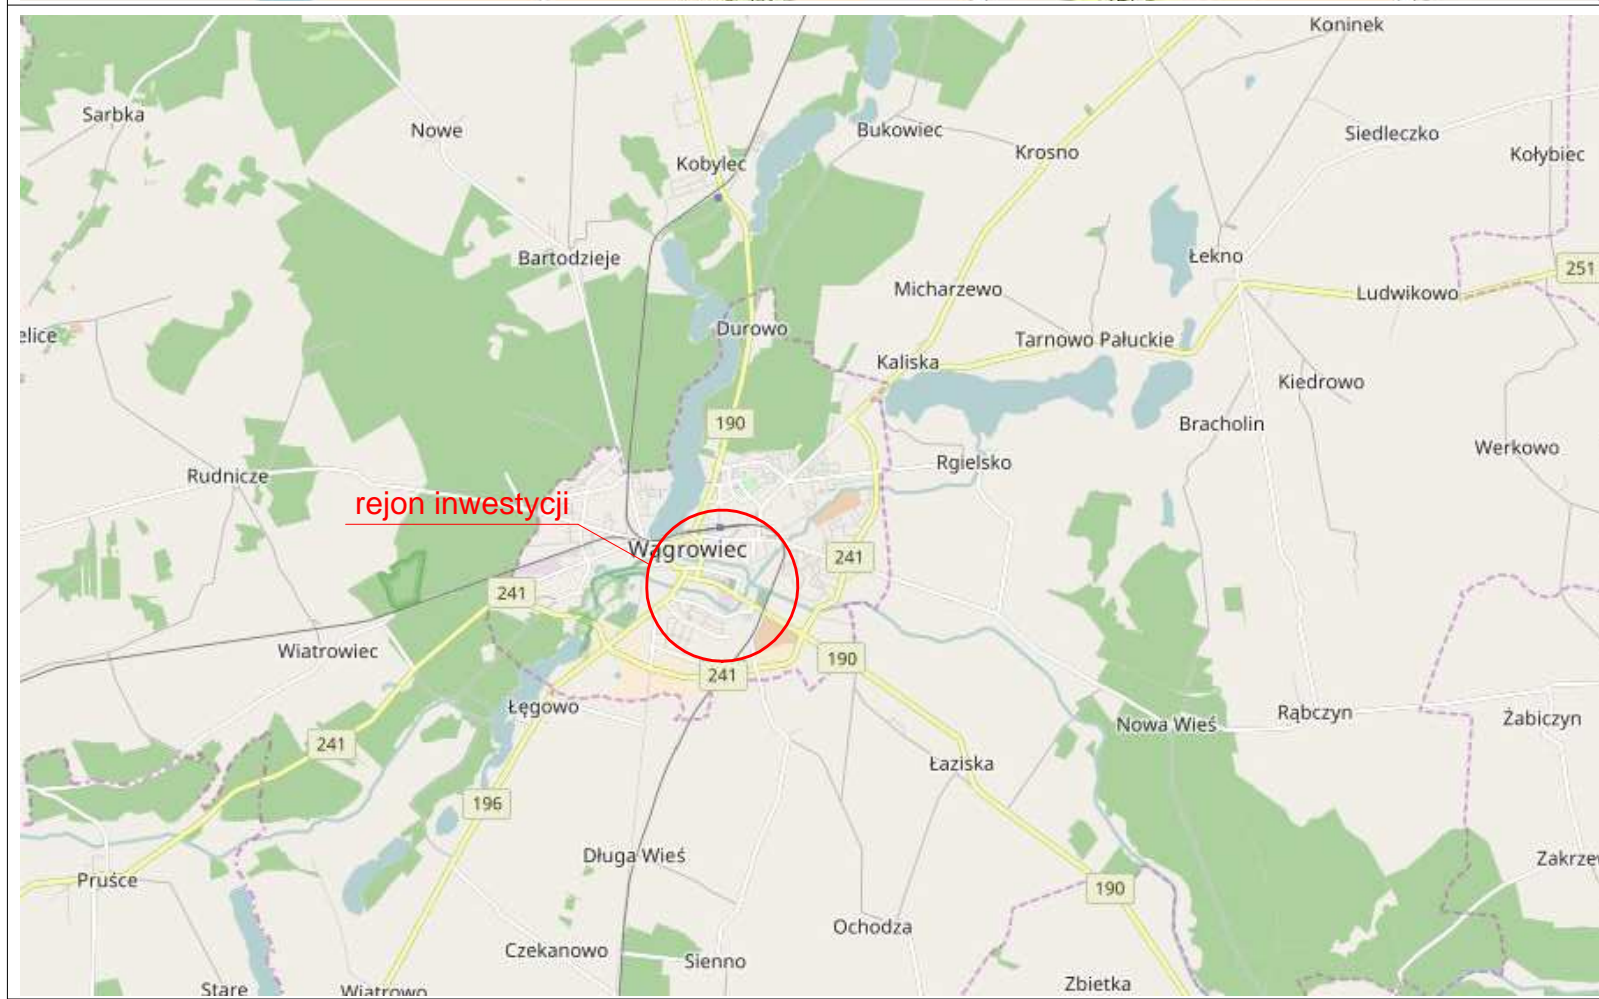 Koninek
Sarbka
Nowe
Bukowiec
Siedleczko
Krosno
Kołybiec
Kobylec
Łekno
Bartodzieje
251
Micharzewo
Ludwikowo
Durowo
elice
Tarnowo Pałuckie
Kaliska
Kiedrowo
190
Bracholin
Werkowo
Rgielsko
Rudnicze
rejon inwestycji
Wągrowiec
241
241
Wiatrowiec
190
241
Łęgowo
Rąbczyn
Żabiczyn
Nowa Wieś
241
Łaziska
196
Długa Wieś
Zakrze
Pruśce
190
Ochodza
Czekanowo
Sienno
Zbietka
Stare
Wiatrowo